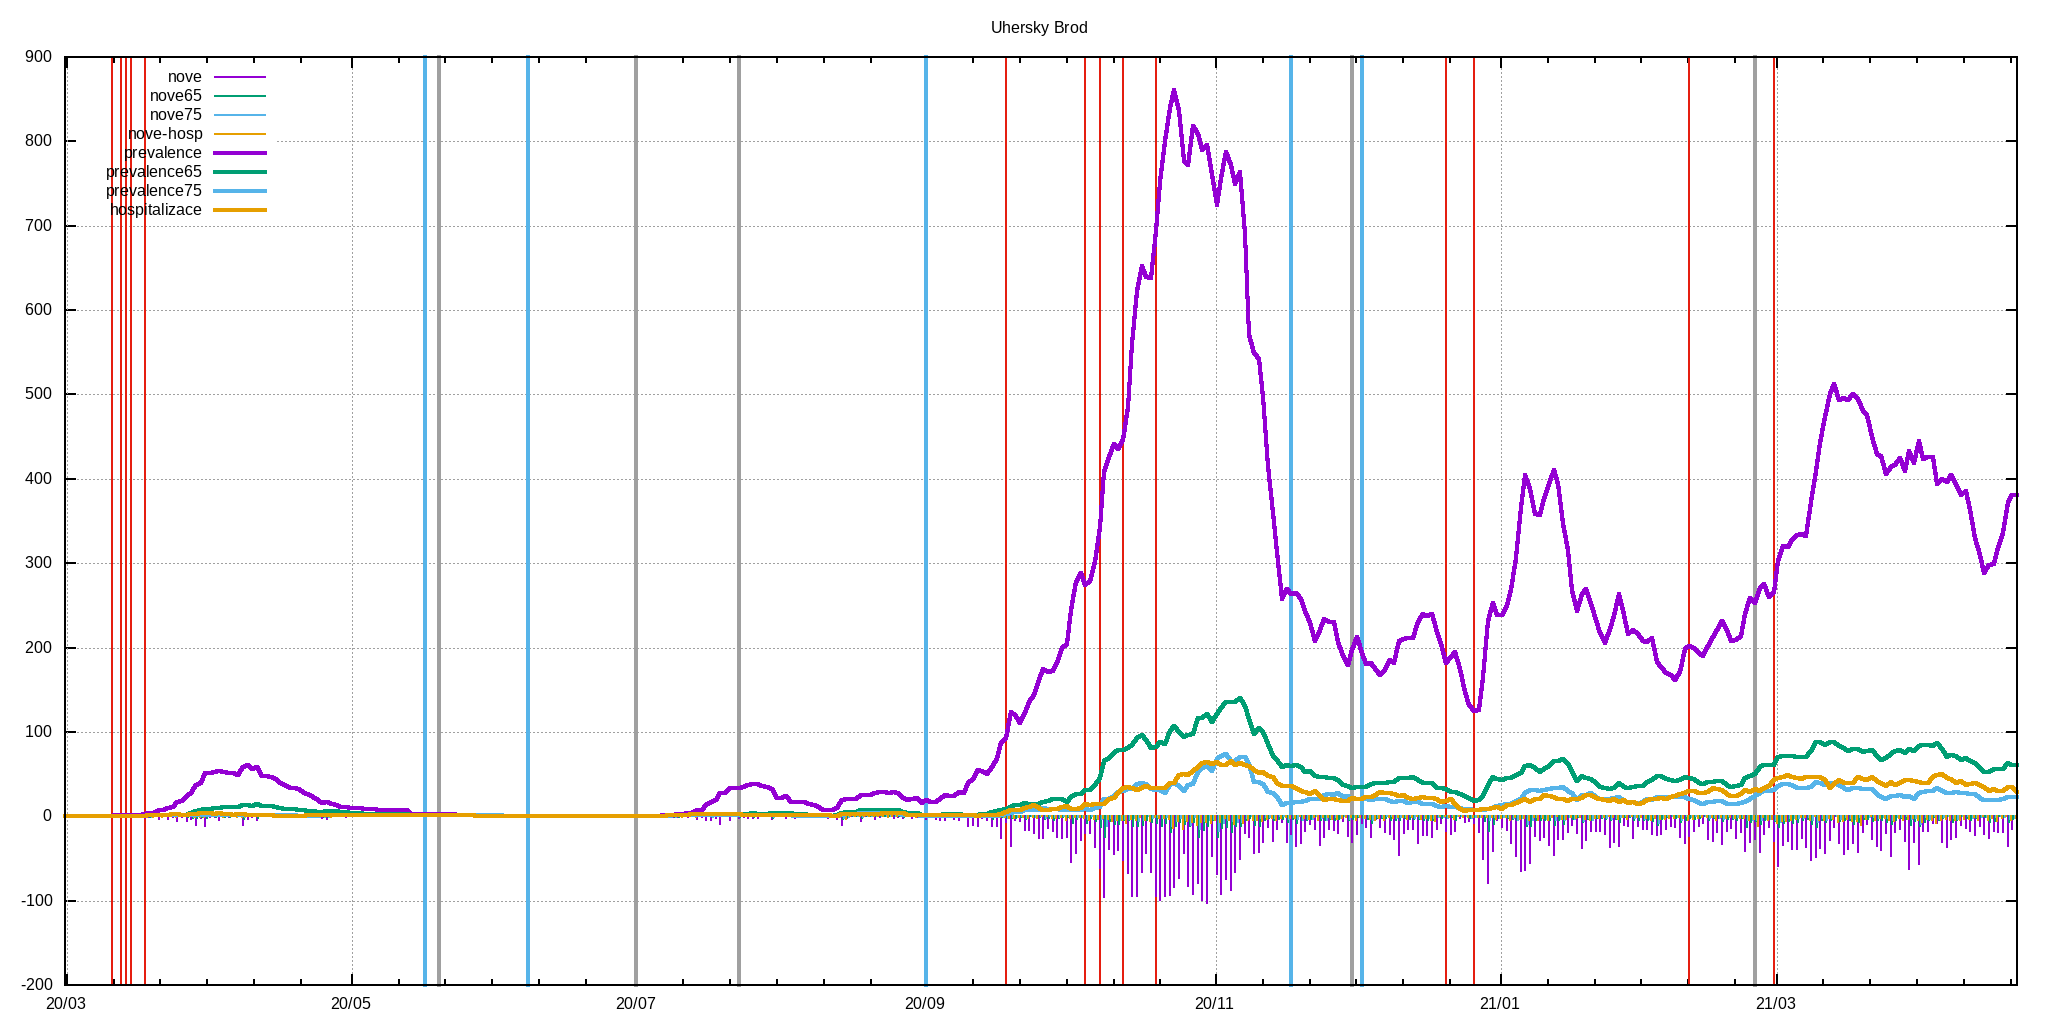 Uhersky Brod
900
800
700
600
500
400
300
200
100
0
-100
-200
nove
nove65
nove75
nove-hosp
prevalence
prevalence65
prevalence75
hospitalizace
20/03 20/05 20/07 20/09 20/11 21/01 21/03